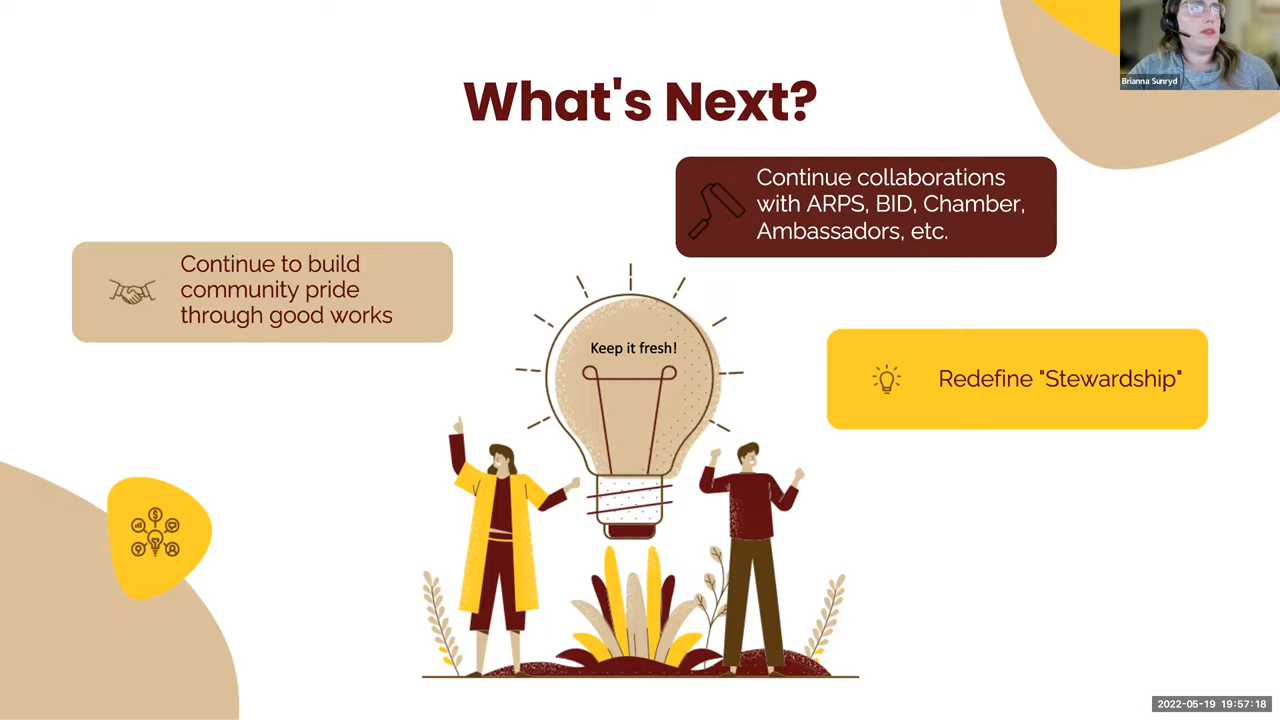 Brianna Sunryd
What's Next?
Continue collaborations
with ARPS, BID, Chamber,
Ambassadors, etc.
Continue to build
community pride
through good works
Keep it fresh!
Redefine "Stewardship"
$
2022-05-19 19:57:18